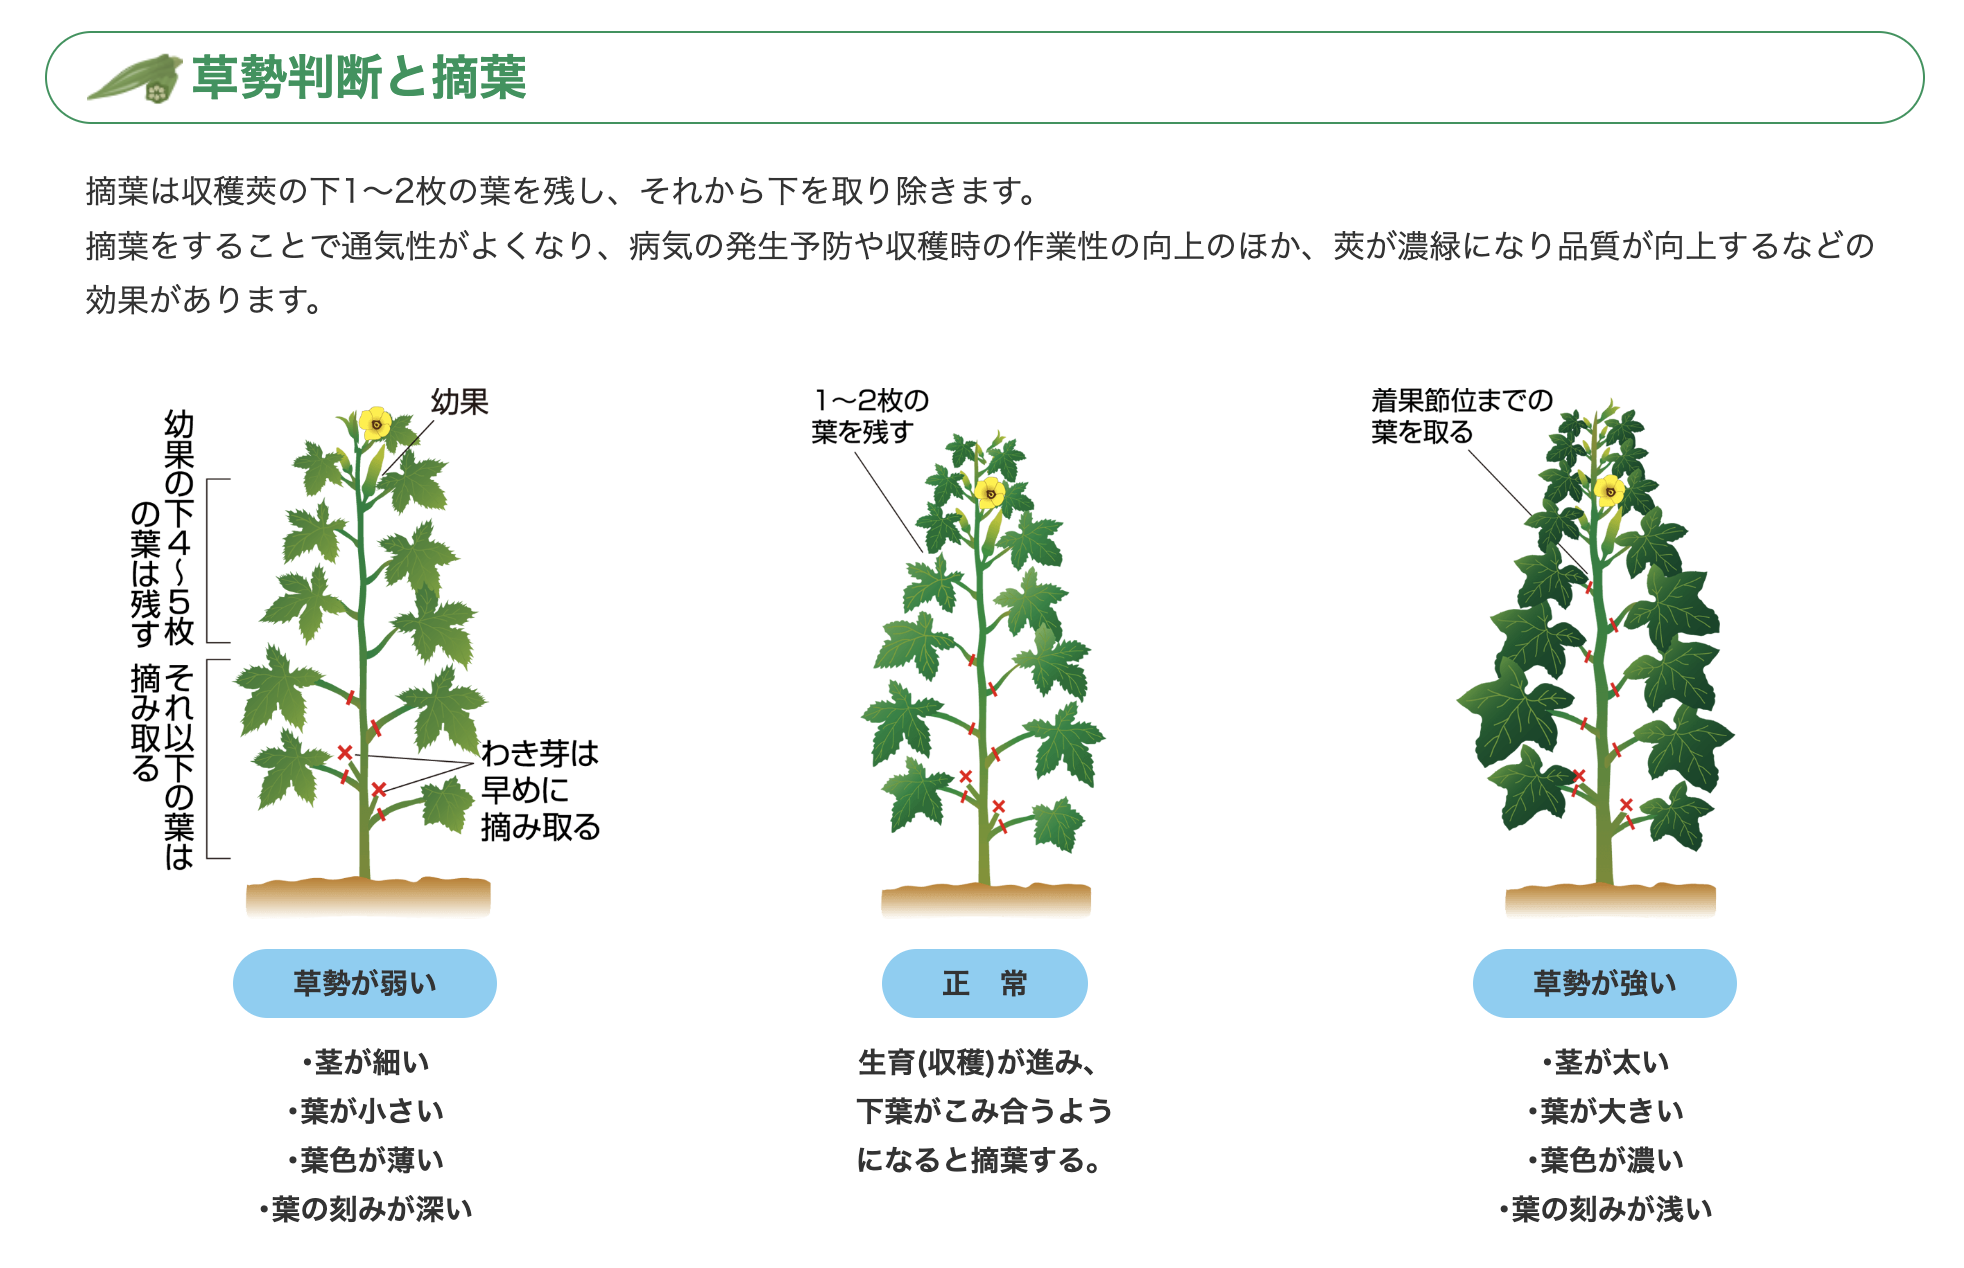 草勢判断と摘葉
摘葉は収穫莢の下1〜2枚の葉を残し、それから下を取り除きます。
摘葉をすることで通気性がよくなり、病気の発生予防や収穫時の作業性の向上のほか、莢が濃緑になり品質が向上するなどの
効果があります。
幼果の下4〜5枚
の葉は残す
それ以下の葉は
摘み取る
幼果
わき芽は
早めに
摘み取る
草勢が弱い
・茎が細い
・葉が小さい
・葉色が薄い
・葉の刻みが深い
1〜2枚の
葉を残す
正　常
生育(収穫)が進み、
下葉がこみ合うよう
になると摘葉する。
着果節位までの
葉を取る
草勢が強い
・茎が太い
・葉が大きい
・葉色が濃い
・葉の刻みが浅い